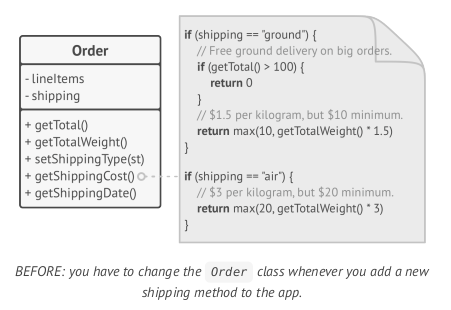 Order
- lineItems
- shipping
+ getTotal()
+ getTotalWeight()
+ setShippingType(st)
+ getShippingCost()
+ getShippingDate()
if (shipping == "ground") {
// Free ground delivery on big orders.
if (getTotal() > 100) {
return 0
}
// $1.5 per kilogram, but $10 minimum.
return max(10, getTotalWeight() * 1.5)
}
if (shipping == "air") {
// $3 per kilogram, but $20 minimum.
return max(20, getTotalWeight() * 3)
}
BEFORE: you have to change the Order class whenever you add a new
shipping method to the app.